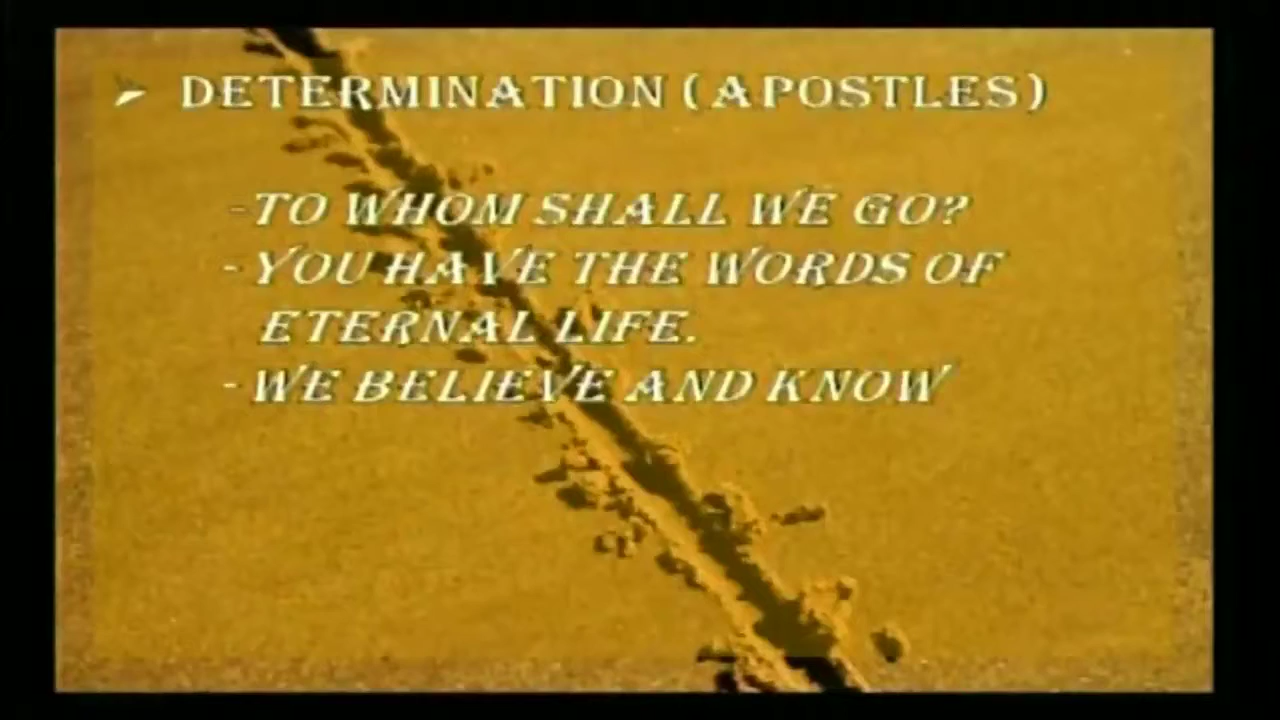 ➢ DETERMINATION (APOSTLES)
-TO WHOM SHALL WE GO?
- YOU HAVE THE WORDS OF
ETERNAL LIFE.
- WE BELIEVE AND KNOW